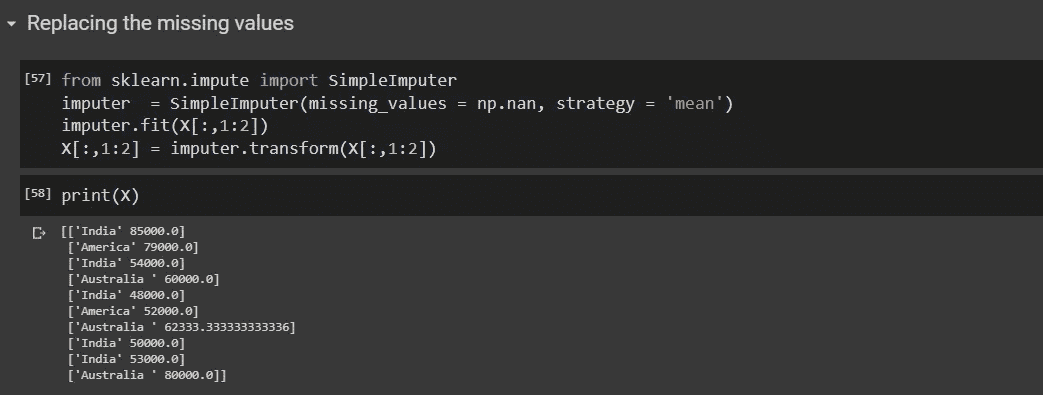 Replacing the missing values
[57] from sklearn.impute import SimpleImputer
imputer  = SimpleImputer(missing_values = np.nan, strategy = 'mean')
imputer.fit(X[:,1:2])
X[:,1:2] = imputer.transform(X[:,1:2])
[58] print(X)
[['India' 85000.0]
['America' 79000.0]
['India' 54000.0]
['Australia ' 60000.0]
['India' 48000.0]
['America' 52000.0]
['Australia ' 62333.333333333336]
['India' 50000.0]
['India' 53000.0]
['Australia ' 80000.0]]